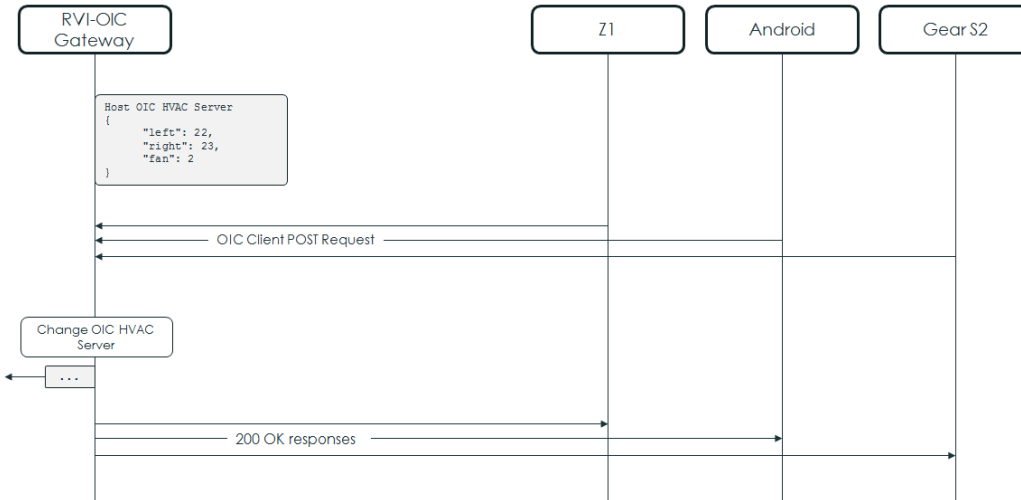 RVI-OIC
Gateway
Z1
Android
Gear S2
Host OIC HVAC Server
{
"left": 22,
"right": 23,
"fan": 2
}
OIC Client POST Request
Change OIC HVAC
Server
...
200 OK responses